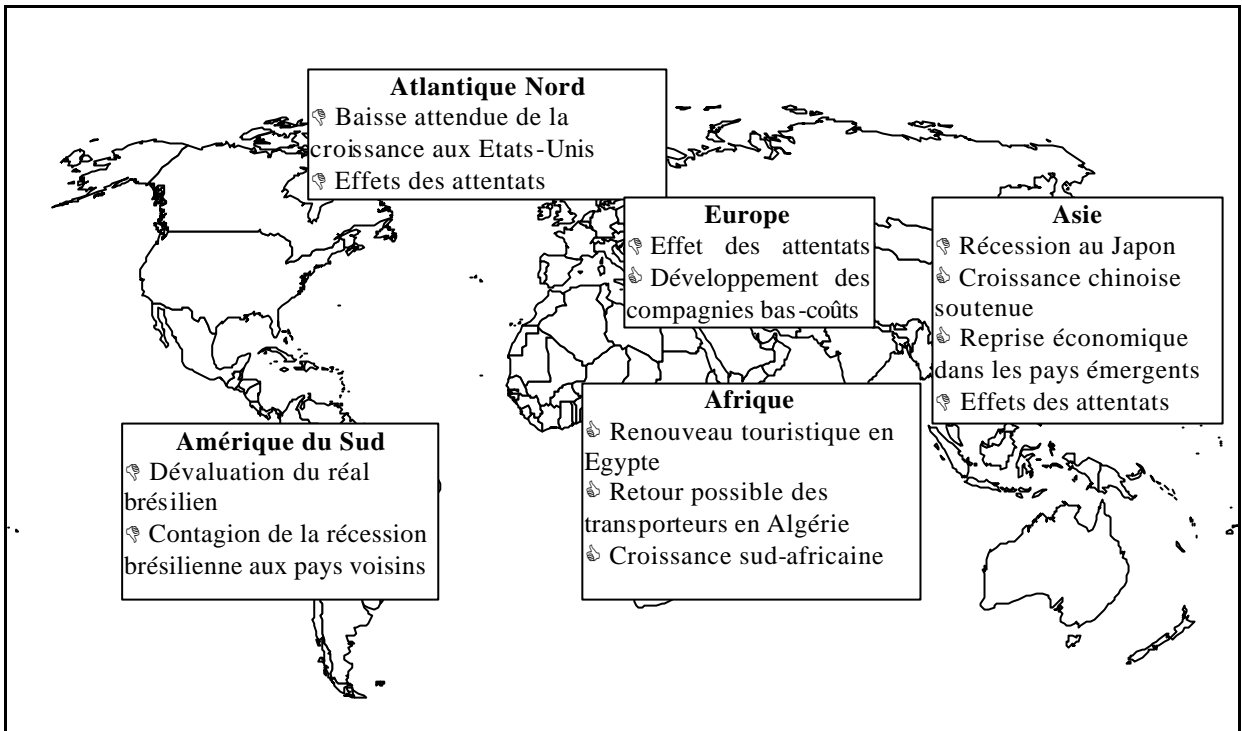 Atlantique Nord
👎 Baisse attendue de la
croissance aux Etats-Unis
👎 Effets des attentats
Europe
👎 Effet des attentats
👍 Développement des
compagnies bas-coûts
Asie
👎 Récession au Japon
👍 Croissance chinoise
soutenue
👍 Reprise économique
dans les pays émergents
👎 Effets des attentats
Afrique
👍 Renouveau touristique en
Egypte
👍 Retour possible des
transporteurs en Algérie
👍 Croissance sud-africaine
Amérique du Sud
👎 Dévaluation du réal
brésilien
👎 Contagion de la récession
brésilienne aux pays voisins